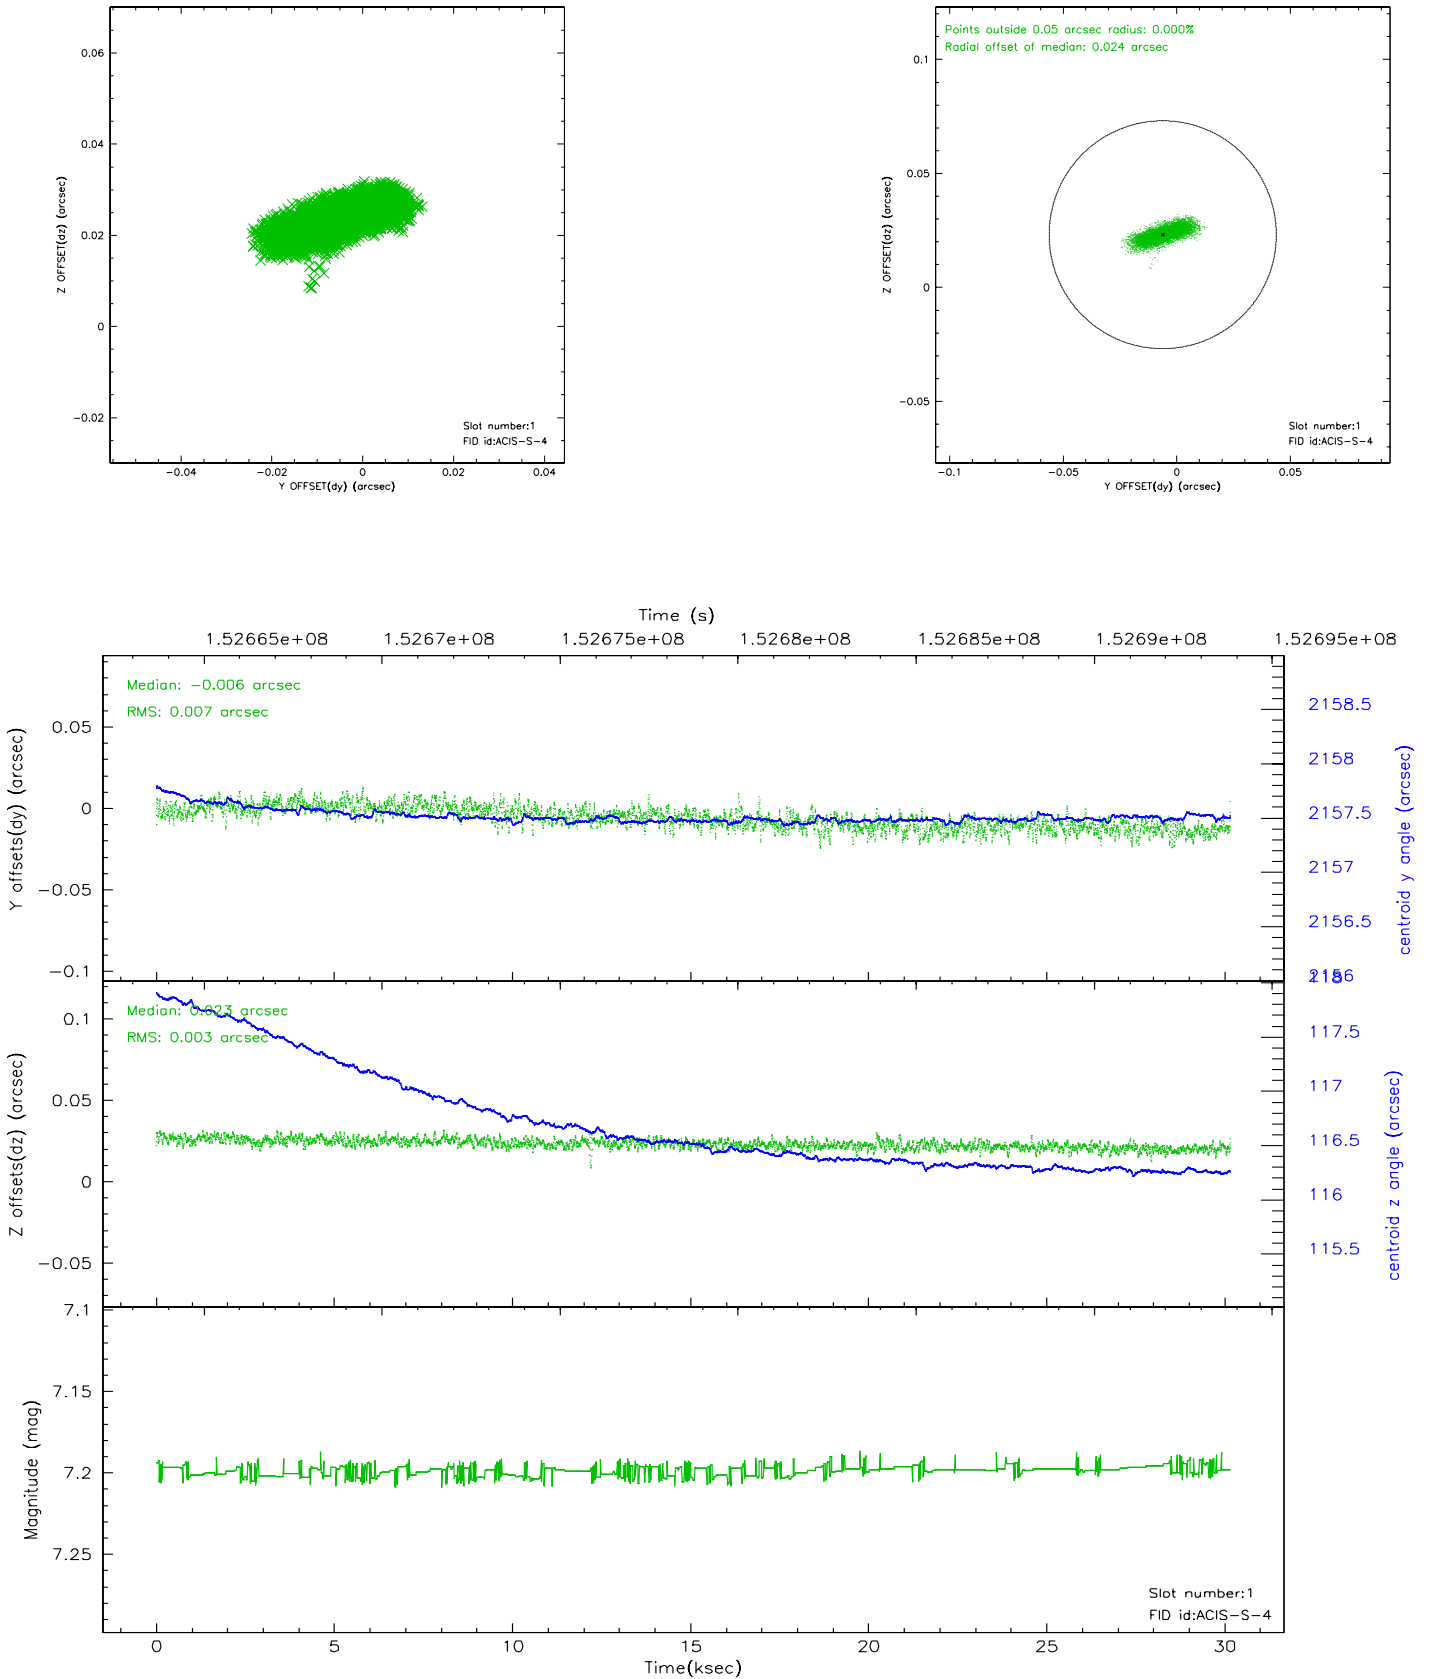 0.06
0.04
0.02
0
−0.02
Z OFFSET(dz) (arcsec)
Slot number:1
FID id:ACIS−S−4
−0.04 −0.02 0 0.02 0.04
Y OFFSET(dy) (arcsec)
Points outside 0.05 arcsec radius: 0.000%
Radial offset of median: 0.024 arcsec
0.1
0.05
0
−0.05
Z OFFSET(dz) (arcsec)
Slot number:1
FID id:ACIS−S−4
−0.1 −0.05 0 0.05
Y OFFSET(dy) (arcsec)
Time (s)
1.52665e+08 1.5267e+08 1.52675e+08 1.5268e+08 1.52685e+08 1.5269e+08 1.52695e+08
Median: −0.006 arcsec
RMS: 0.007 arcsec
0.05
0
−0.05
−0.1
Y offsets(dy) (arcsec)
2158.5
2158
2157.5
2157
2156.5
2156
centroid y angle (arcsec)
Median: 0.023 arcsec
RMS: 0.003 arcsec
0.1
0.05
0
−0.05
Z offsets(dz) (arcsec)
118
117.5
117
116.5
116
115.5
centroid z angle (arcsec)
7.1
7.15
7.2
7.25
Magnitude (mag)
Slot number:1
FID id:ACIS−S−4
0 5 10 15 20 25 30
Time(ksec)